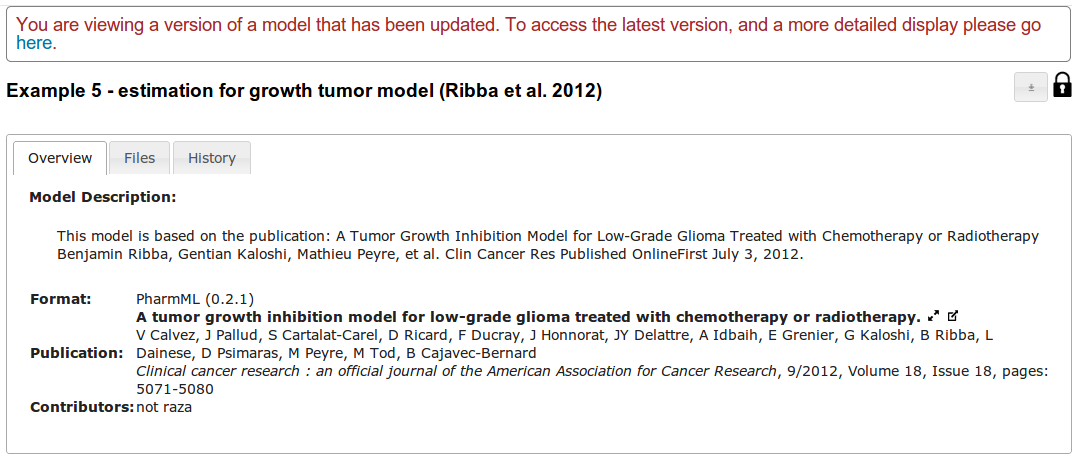 You are viewing a version of a model that has been updated. To access the latest version, and a more detailed display please go
here.
Example 5 - estimation for growth tumor model (Ribba et al. 2012)
Overview
Files
History
Model Description:
This model is based on the publication: A Tumor Growth Inhibition Model for Low-Grade Glioma Treated with Chemotherapy or Radiotherapy
Benjamin Ribba, Gentian Kaloshi, Mathieu Peyre, et al. Clin Cancer Res Published OnlineFirst July 3, 2012.
Format: PharmML (0.2.1)
A tumor growth inhibition model for low-grade glioma treated with chemotherapy or radiotherapy.
V Calvez, J Pallud, S Cartalat-Carel, D Ricard, F Ducray, J Honnorat, JY Delattre, A Idbaih, E Grenier, G Kaloshi, B Ribba, L
Publication: Dainese, D Psimaras, M Peyre, M Tod, B Cajavec-Bernard
Clinical cancer research : an official journal of the American Association for Cancer Research, 9/2012, Volume 18, Issue 18, pages:
5071-5080
Contributors: not raza